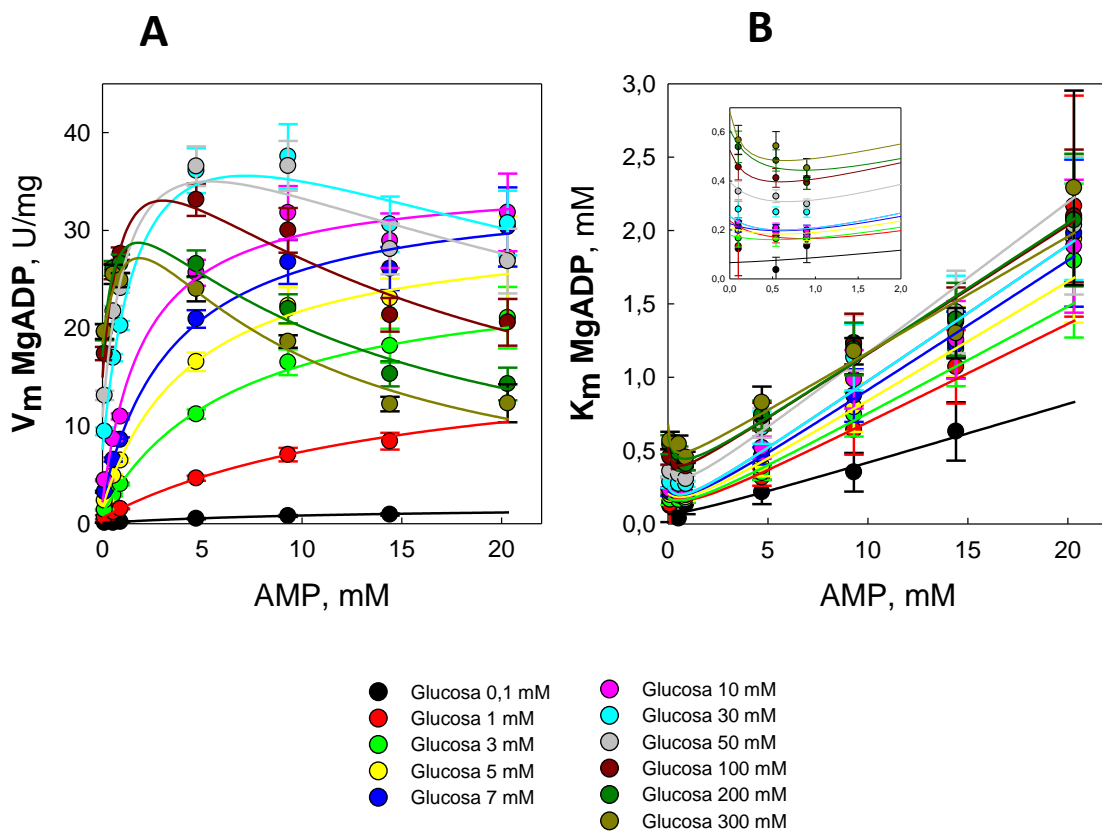 A
B
V_m MgADP, U/mg
40
30
20
10
0
0
5
10
15
20
AMP, mM
K_m MgADP, mM
3,0
2,5
2,0
1,5
1,0
0,5
0,0
0
5
10
15
20
AMP, mM
0,6
0,4
0,2
0,0
0,0
0,5
1,0
1,5
2,0
Glucosa 0,1 mM
Glucosa 1 mM
Glucosa 3 mM
Glucosa 5 mM
Glucosa 7 mM
Glucosa 10 mM
Glucosa 30 mM
Glucosa 50 mM
Glucosa 100 mM
Glucosa 200 mM
Glucosa 300 mM